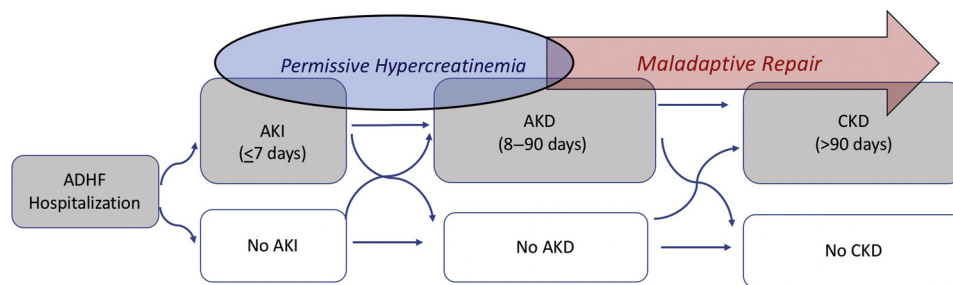 Permissive Hypercreatinemia
Maladaptive Repair
AKI
(≤7 days)
AKD
(8–90 days)
CKD
(>90 days)
ADHF
Hospitalization
No AKI
No AKD
No CKD